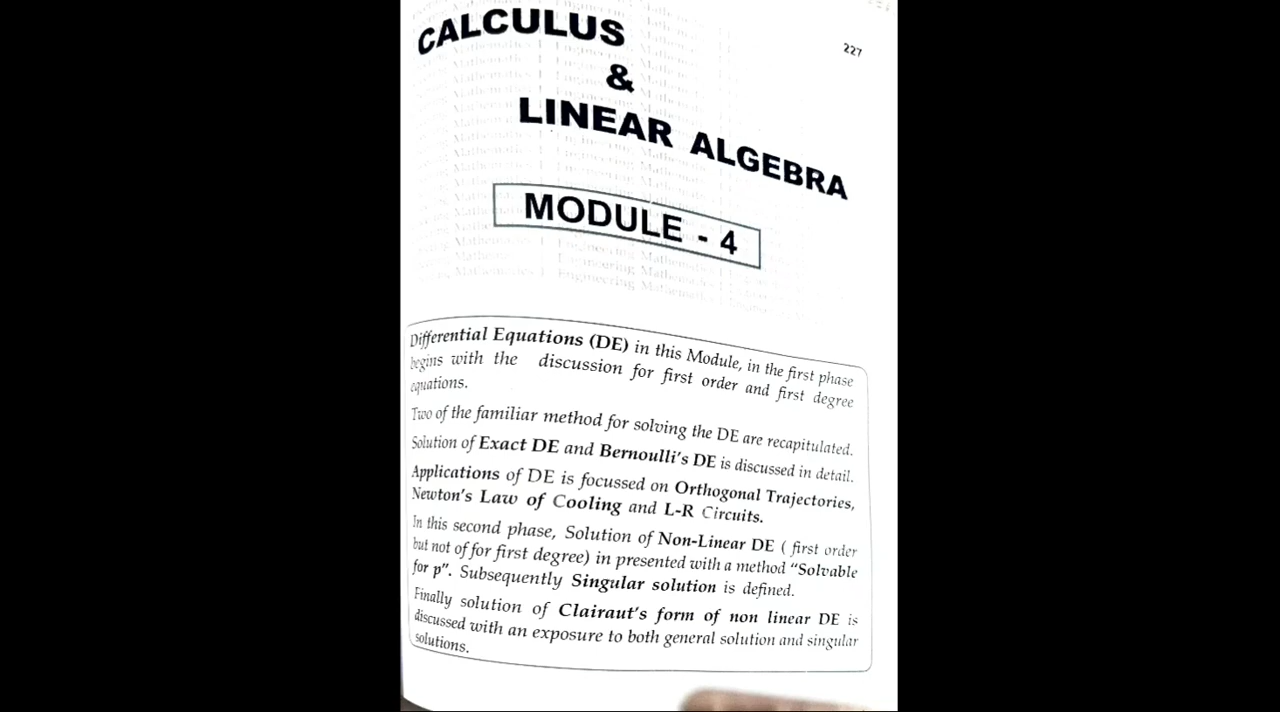 CALCULUS
227
&
LINEAR ALGEBRA
MODULE - 4
Differential Equations (DE) in this Module, in the first phase
begins with the discussion for first order and first degree
equations.
Two of the familiar method for solving the DE are recapitulated.
Solution of Exact DE and Bernoulli's DE is discussed in detail.
Applications of DE is focussed on Orthogonal Trajectories,
Newton's Law of Cooling and L-R Circuits.
In this second phase, Solution of Non-Linear DE ( first order
but not of for first degree) in presented with a method "Solvable
for p". Subsequently Singular solution is defined.
Finally solution of Clairaut's form of non linear DE is
discussed with an exposure to both general solution and singular
solutions.